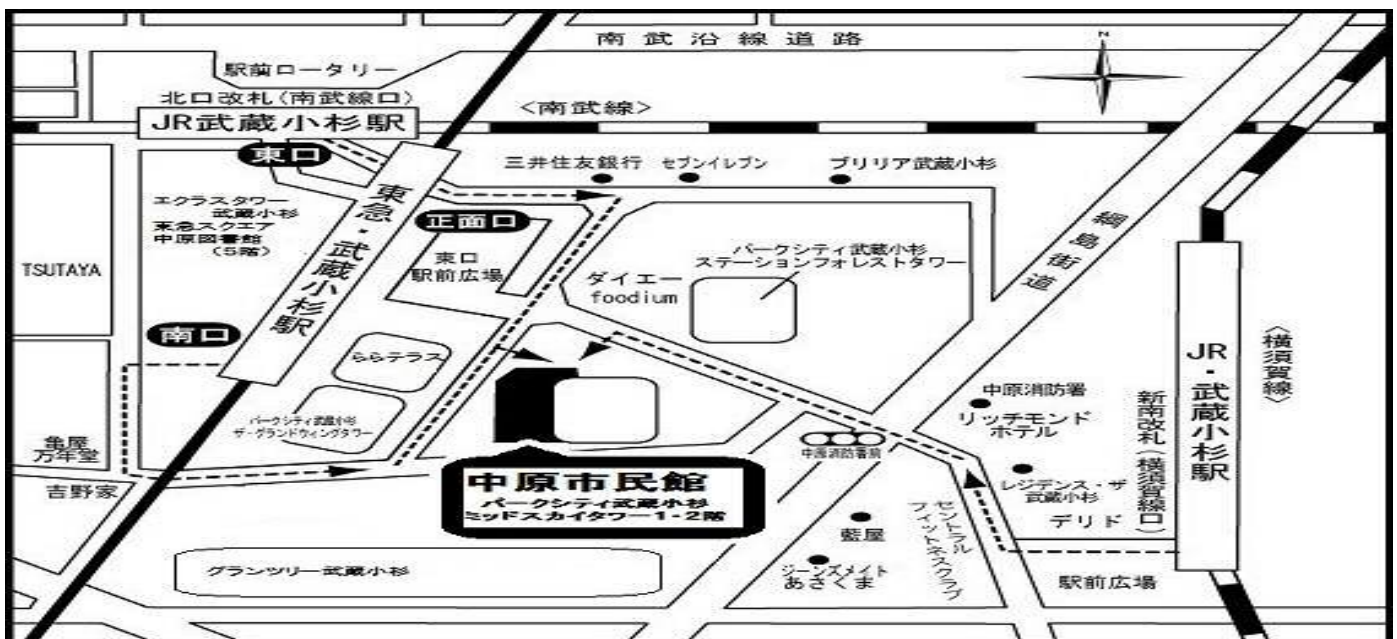 南武沿線道路
N
駅前ロータリー
北口改札(南武線口)
JR武蔵小杉駅
<南武線>
東口
三井住友銀行
セブンイレブン
ブリリア武蔵小杉
エクラスタワー
武蔵小杉
東急スクエア
中原図書館
(5階)
東急・武蔵小杉駅
正面口
東口
駅前広場
パークシティ武蔵小杉
ステーションフォレストタワー
ダイエー
foodium
綱島街道
TSUTAYA
南口
ららテラス
パークシティ武蔵小杉
ザ・グランドウィングタワー
JR・武蔵小杉駅
<横須賀線>
新南改札(横須賀線口)
中原消防署
リッチモンド
ホテル
中原消防署前
亀屋
万年堂
吉野家
中原市民館
パークシティ武蔵小杉
ミッドスカイタワー1・2階
レジデンス・ザ
武蔵小杉
デリド
藍屋
セントラル
フィットネスクラブ
ジーンズメイト
あさくま
駅前広場
グランツリー武蔵小杉